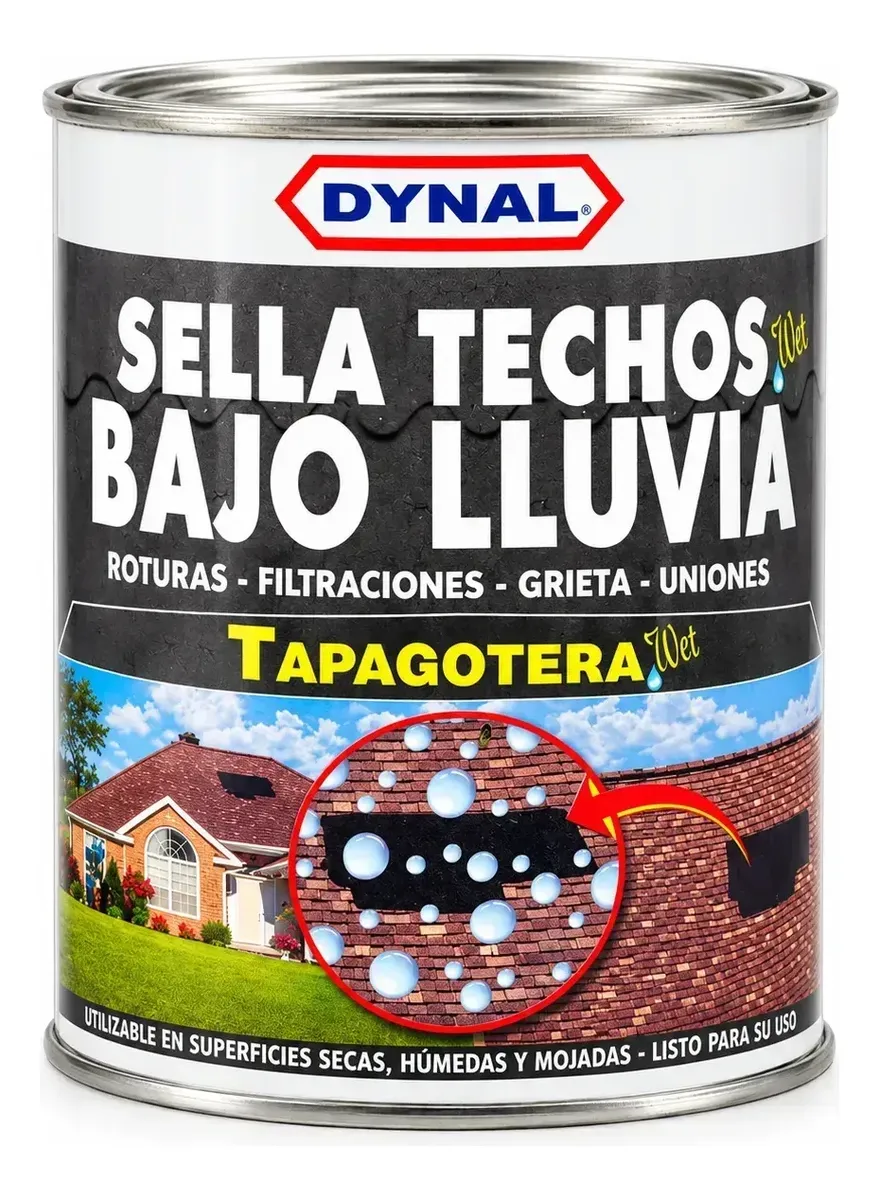 DYNAL®
SELLA TECHOS Wet
BAJO LLUVIA
ROTURAS - FILTRACIONES - GRIETA - UNIONES
TAPAGOTERA Wet
UTILIZABLE EN SUPERFICIES SECAS, HÚMEDAS Y MOJADAS - LISTO PARA SU USO